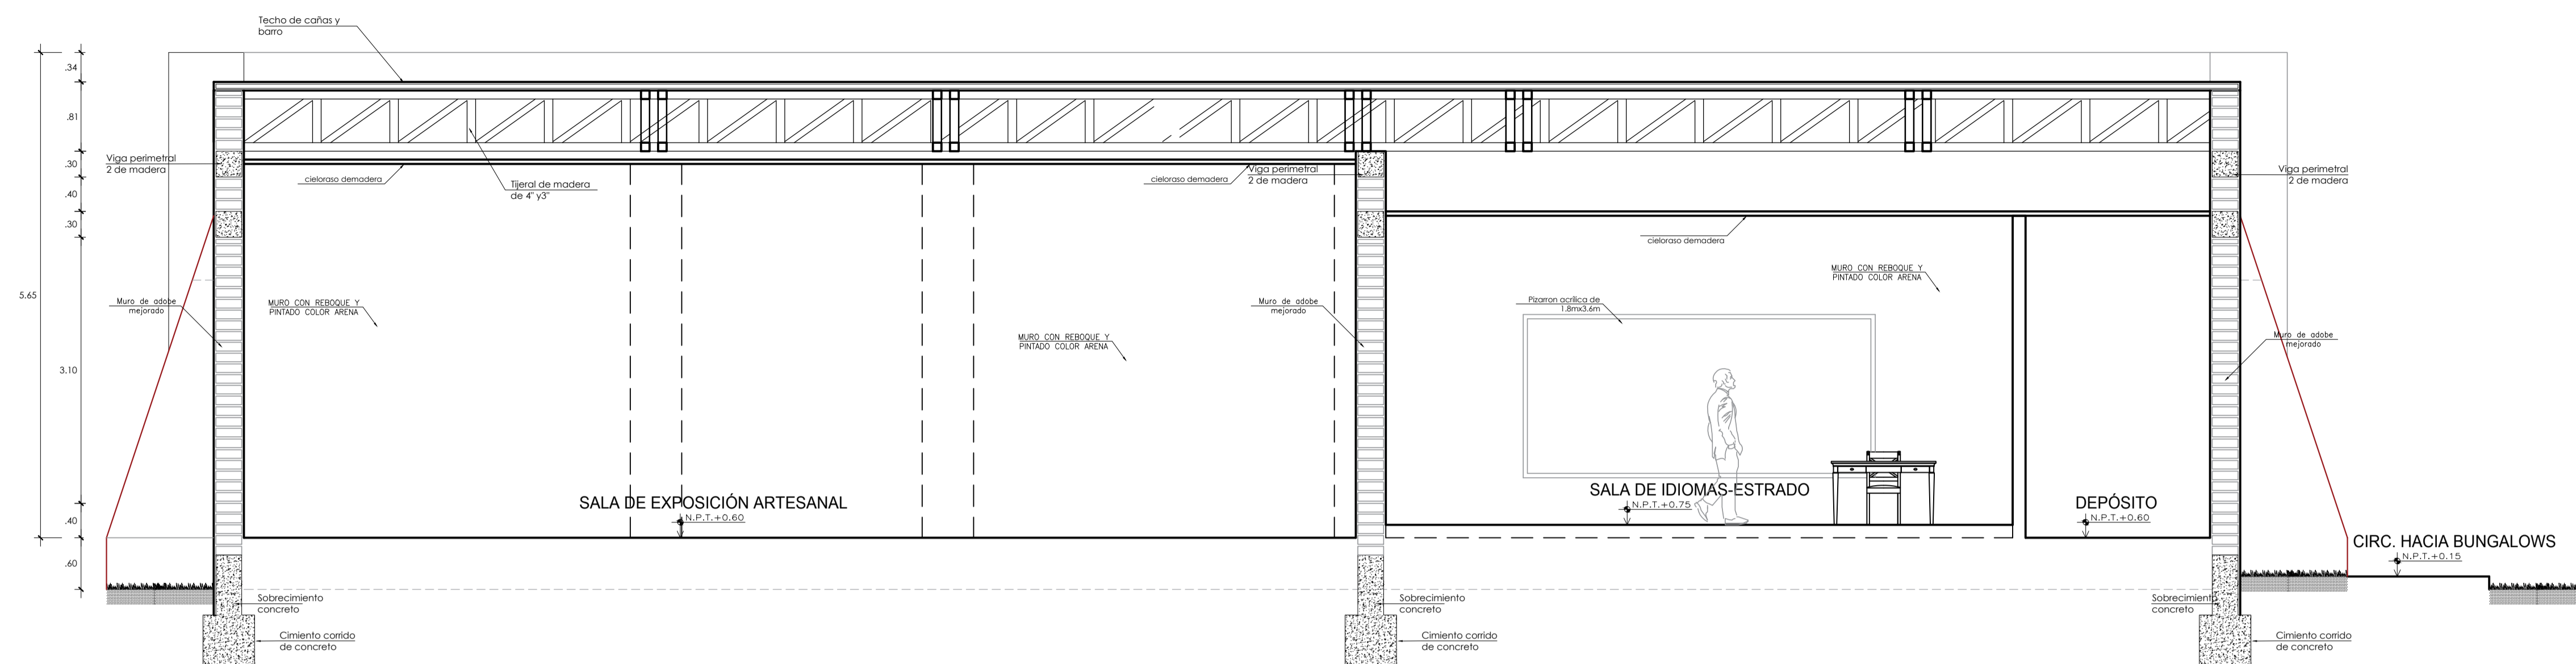 Techo de cañas y
barro
.34
.81
.30
.40
.30
5.65
3.10
.40
.60
Viga perimetral
2 de madera
cieloraso demadera
Tijeral de madera
de 4" y3"
cieloraso demadera
Viga perimetral
2 de madera
Viga perimetral
2 de madera
cieloraso demadera
MURO CON REBOQUE Y
PINTADO COLOR ARENA
Muro de adobe
mejorado
MURO CON REBOQUE Y
PINTADO COLOR ARENA
MURO CON REBOQUE Y
PINTADO COLOR ARENA
Muro de adobe
mejorado
Pizarron acrílica de
1.8mx3.6m
Muro de adobe
mejorado
SALA DE EXPOSICIÓN ARTESANAL
N.P.T.+0.60
SALA DE IDIOMAS-ESTRADO
N.P.T.+0.75
DEPÓSITO
N.P.T.+0.60
CIRC. HACIA BUNGALOWS
N.P.T.+0.15
Sobrecimiento
concreto
Sobrecimiento
concreto
Sobrecimiento
concreto
Cimiento corrido
de concreto
Cimiento corrido
de concreto
Cimiento corrido
de concreto